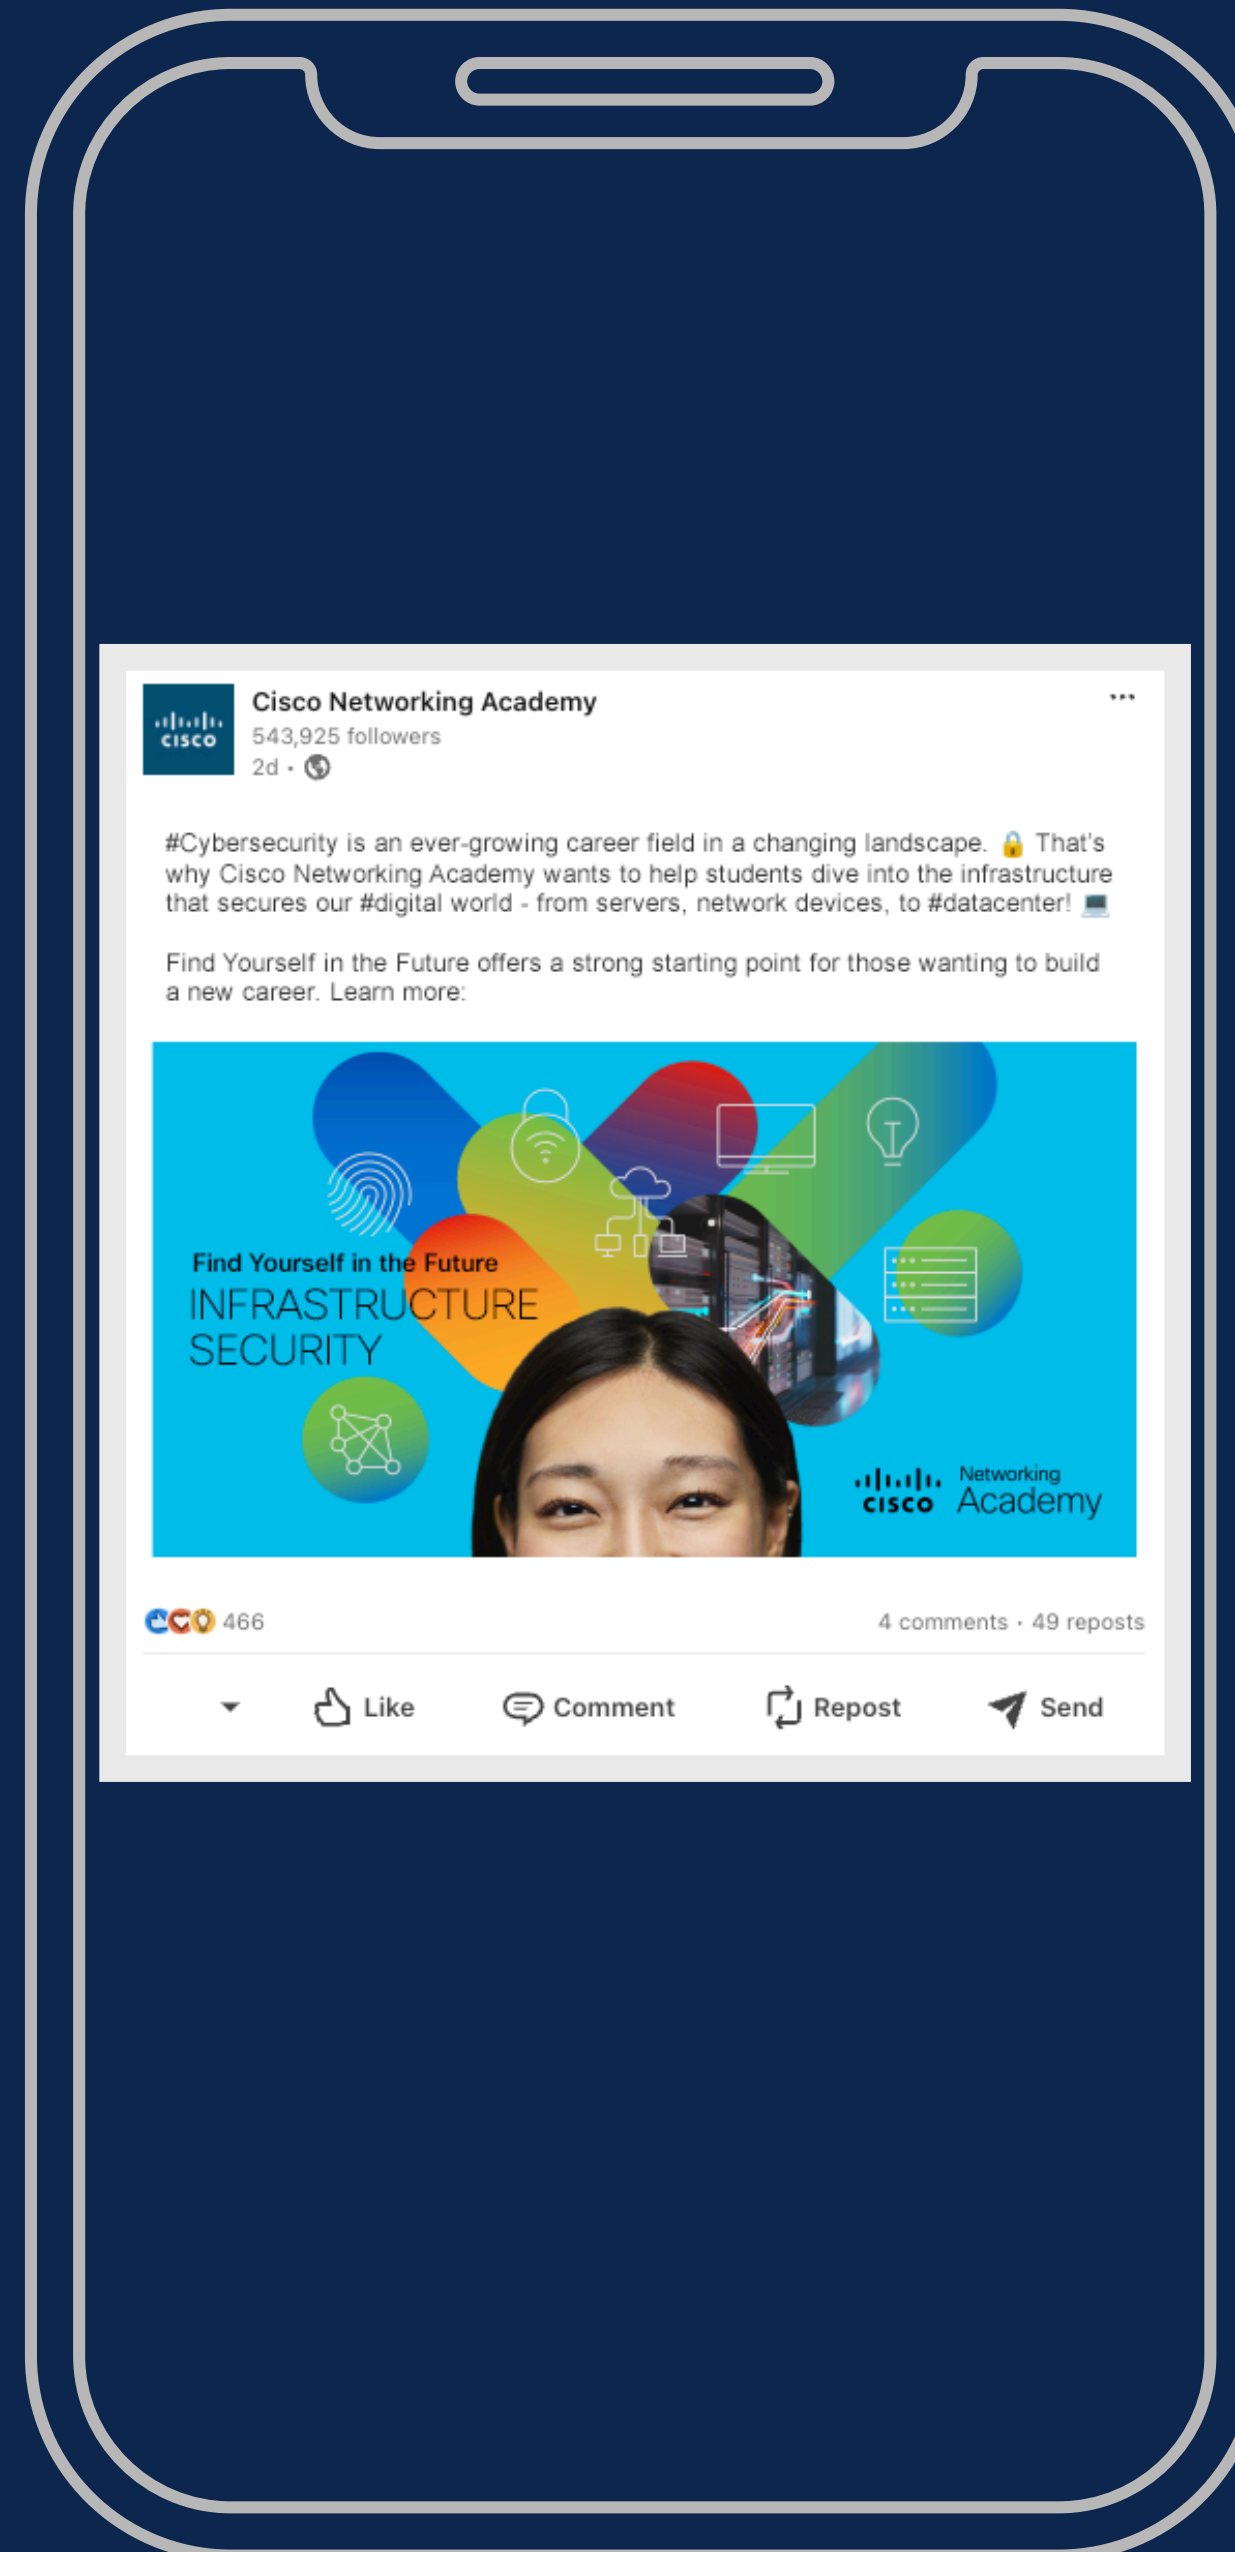 CISCO
Cisco Networking Academy
543,925 followers
2d •
#Cybersecurity is an ever-growing career field in a changing landscape. 🔒 That's
why Cisco Networking Academy wants to help students dive into the infrastructure
that secures our #digital world - from servers, network devices, to #datacenter! 💻
Find Yourself in the Future offers a strong starting point for those wanting to build
a new career. Learn more:
Find Yourself in the Future
INFRASTRUCTURE
SECURITY
CISCO Networking
Academy
466
4 comments • 49 reposts
Like Comment Repost Send